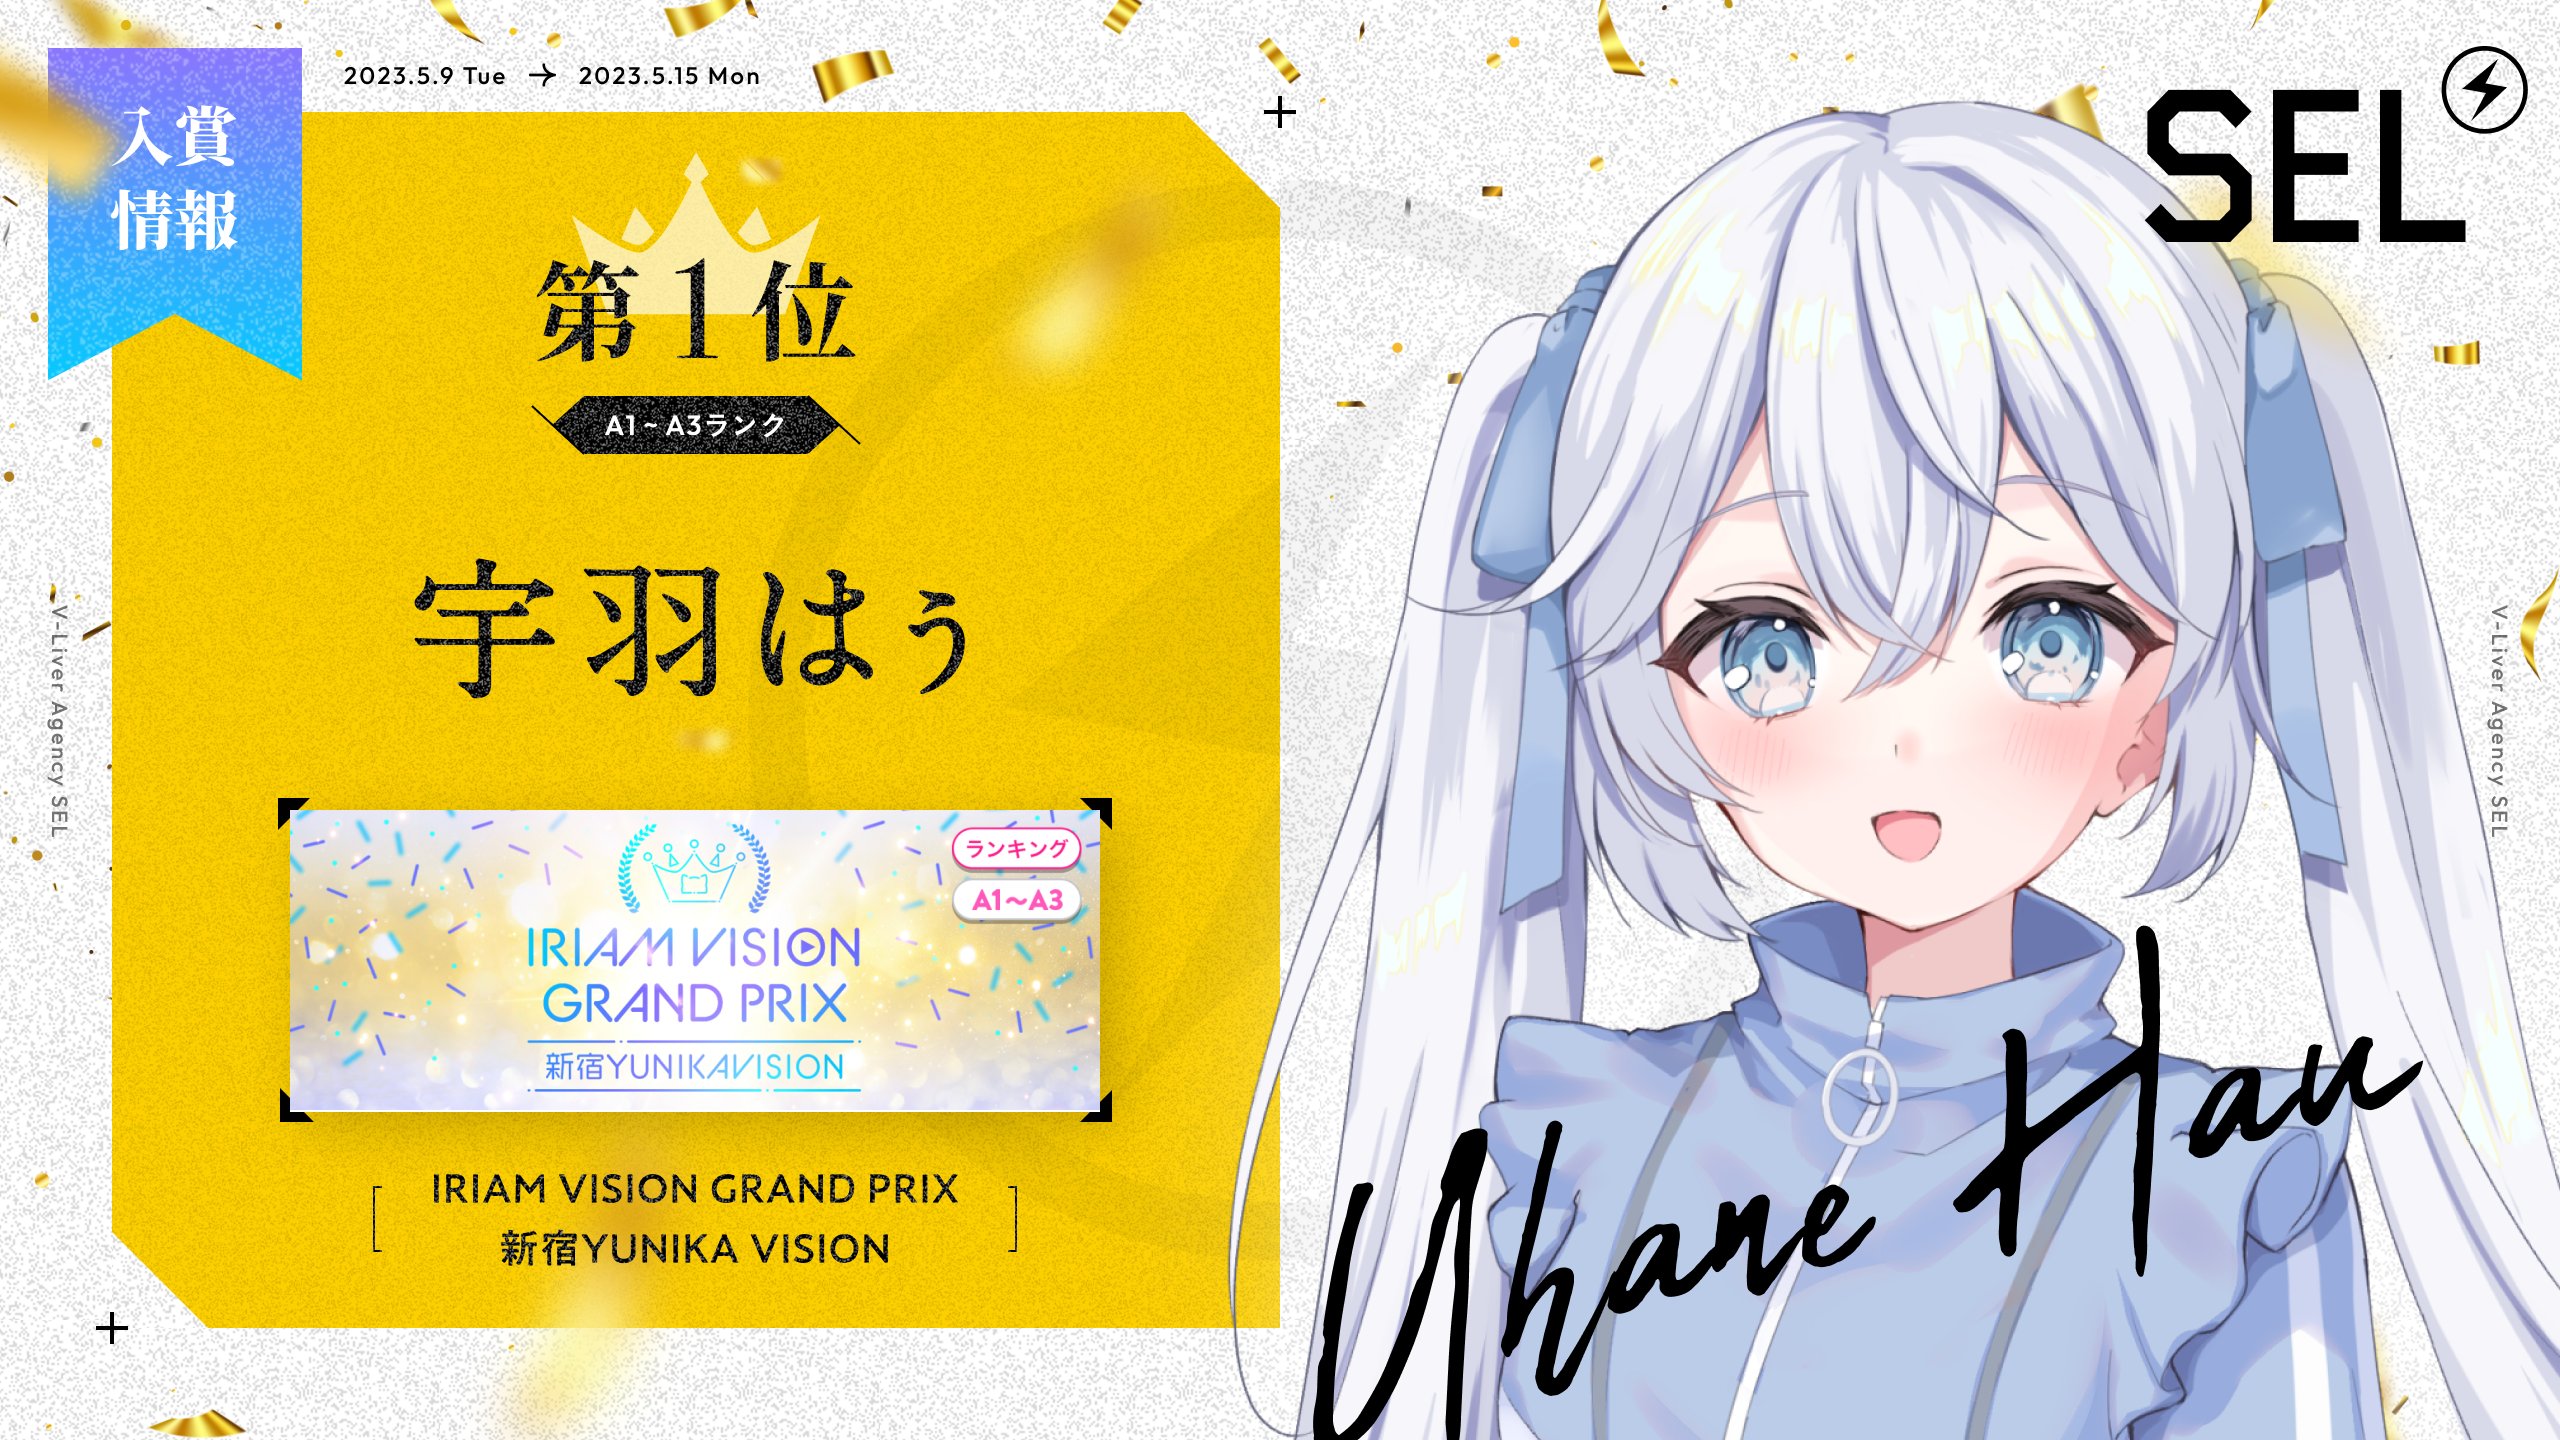 入賞
情報
2023.5.9 Tue → 2023.5.15 Mon
第1位
A1 ~ A3ランク
宇羽はぅ
ランキング
A1〜A3
IRIAM VISION
GRAND PRIX
新宿YUNIKAVISION
IRIAM VISION GRAND PRIX
新宿YUNIKA VISION
SEL
Uhane Hau
V-Liver Agency SEL
V-Liver Agency SEL